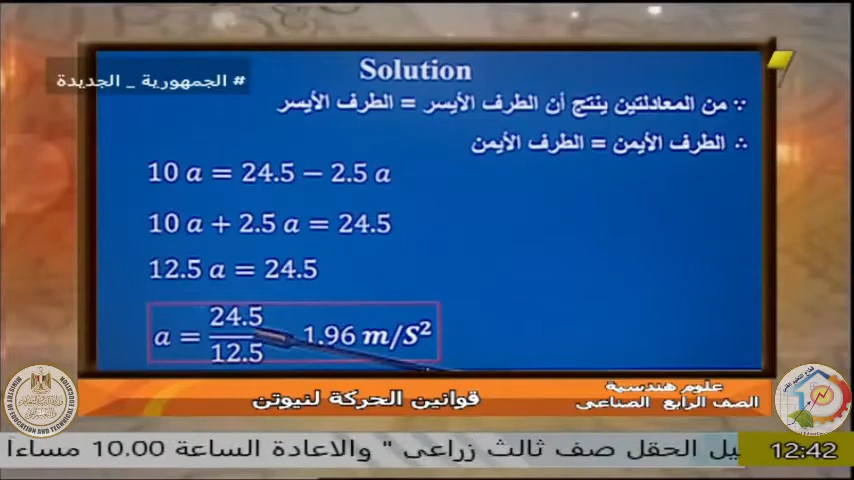 Solution
# الجمهورية _ الجديدة
∵ من المعادلتين ينتج أن الطرف الأيسر = الطرف الأيسر
∴ الطرف الأيمن = الطرف الأيمن
10 a = 24.5 − 2.5 a
10 a + 2.5 a = 24.5
12.5 a = 24.5
a = 24.5/12.5 1.96 m/S²
علوم هندسية
الصف الرابع الصناعى
قوانين الحركة لنيوتن
يل الحقل صف ثالث زراعى " والاعادة الساعة 10.00 مساءاً
12:42